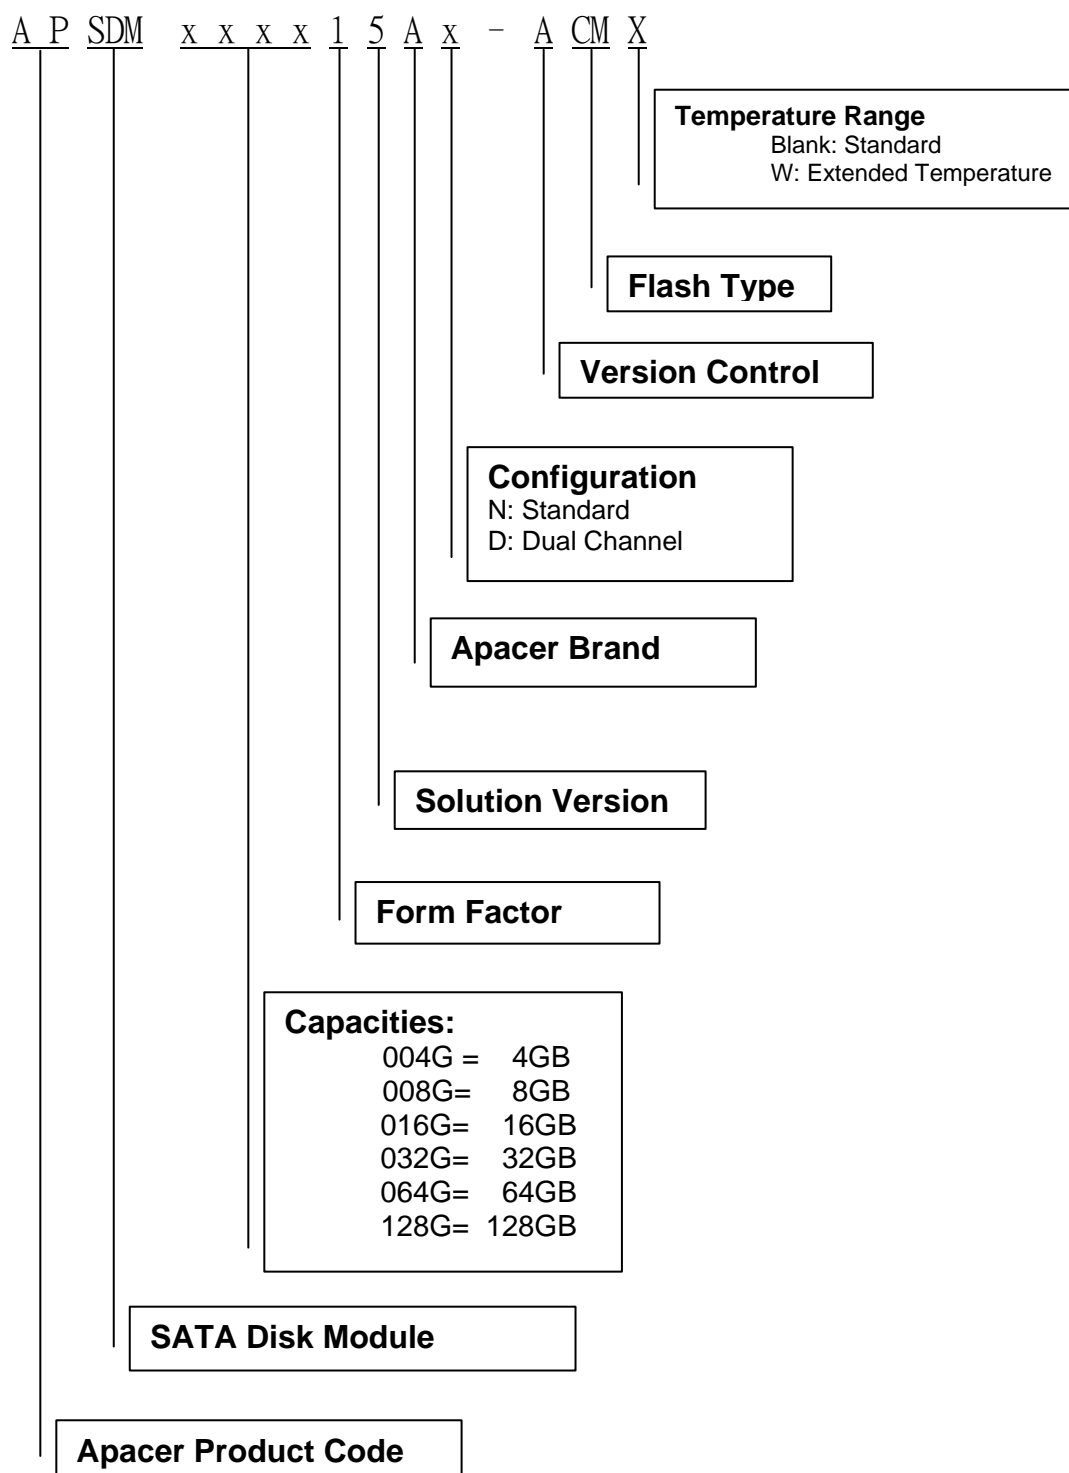 A P SDM x x x x 1 5 A x - A CM X
Temperature Range
Blank: Standard
W: Extended Temperature
Flash Type
Version Control
Configuration
N: Standard
D: Dual Channel
Apacer Brand
Solution Version
Form Factor
Capacities:
004G = 4GB
008G= 8GB
016G= 16GB
032G= 32GB
064G= 64GB
128G= 128GB
SATA Disk Module
Apacer Product Code